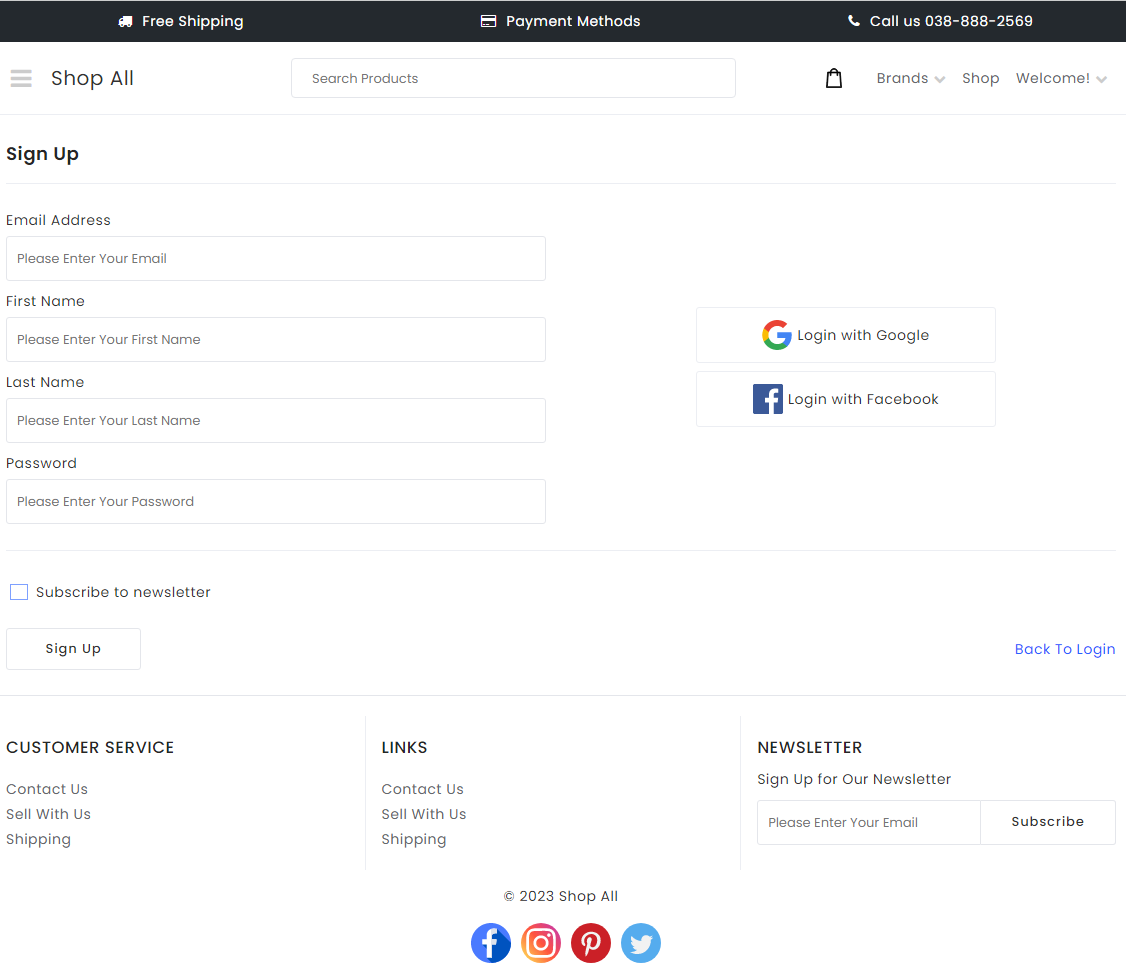 Free Shipping
Payment Methods
Call us 038-888-2569
Shop All
Search Products
Brands
Shop
Welcome!
Sign Up
Email Address
Please Enter Your Email
First Name
Please Enter Your First Name
Last Name
Please Enter Your Last Name
Password
Please Enter Your Password
Login with Google
Login with Facebook
Subscribe to newsletter
Sign Up
Back To Login
CUSTOMER SERVICE
Contact Us
Sell With Us
Shipping
LINKS
Contact Us
Sell With Us
Shipping
NEWSLETTER
Sign Up for Our Newsletter
Please Enter Your Email
Subscribe
© 2023 Shop All